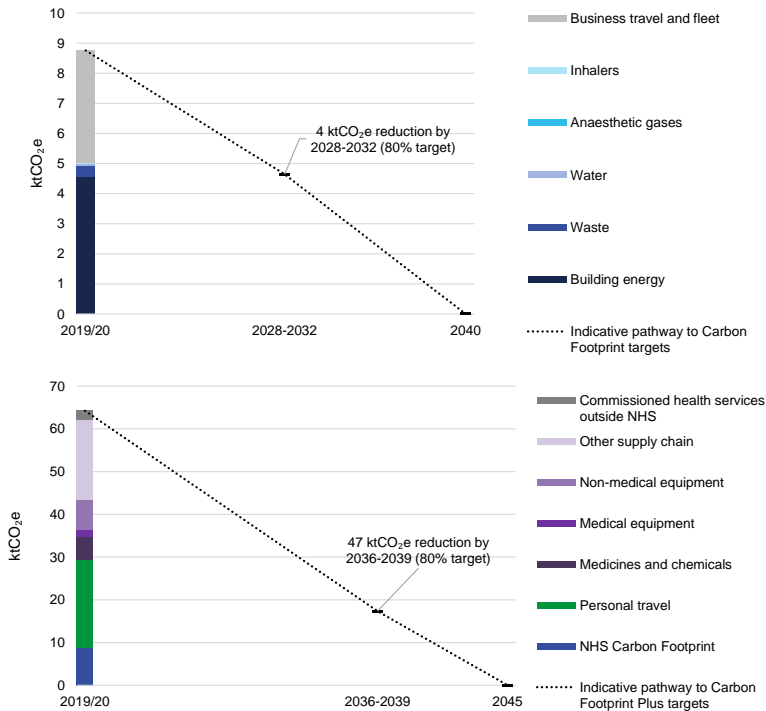 10
9
8
7
6
5
4
3
2
1
0
ktCO₂e
4 ktCO₂e reduction by
2028-2032 (80% target)
2019/20
2028-2032
2040
Business travel and fleet
Inhalers
Anaesthetic gases
Water
Waste
Building energy
Indicative pathway to Carbon
Footprint targets
70
60
50
40
30
20
10
0
ktCO₂e
47 ktCO₂e reduction by
2036-2039 (80% target)
2019/20
2036-2039
2045
Commissioned health services
outside NHS
Other supply chain
Non-medical equipment
Medical equipment
Medicines and chemicals
Personal travel
NHS Carbon Footprint
Indicative pathway to Carbon
Footprint Plus targets